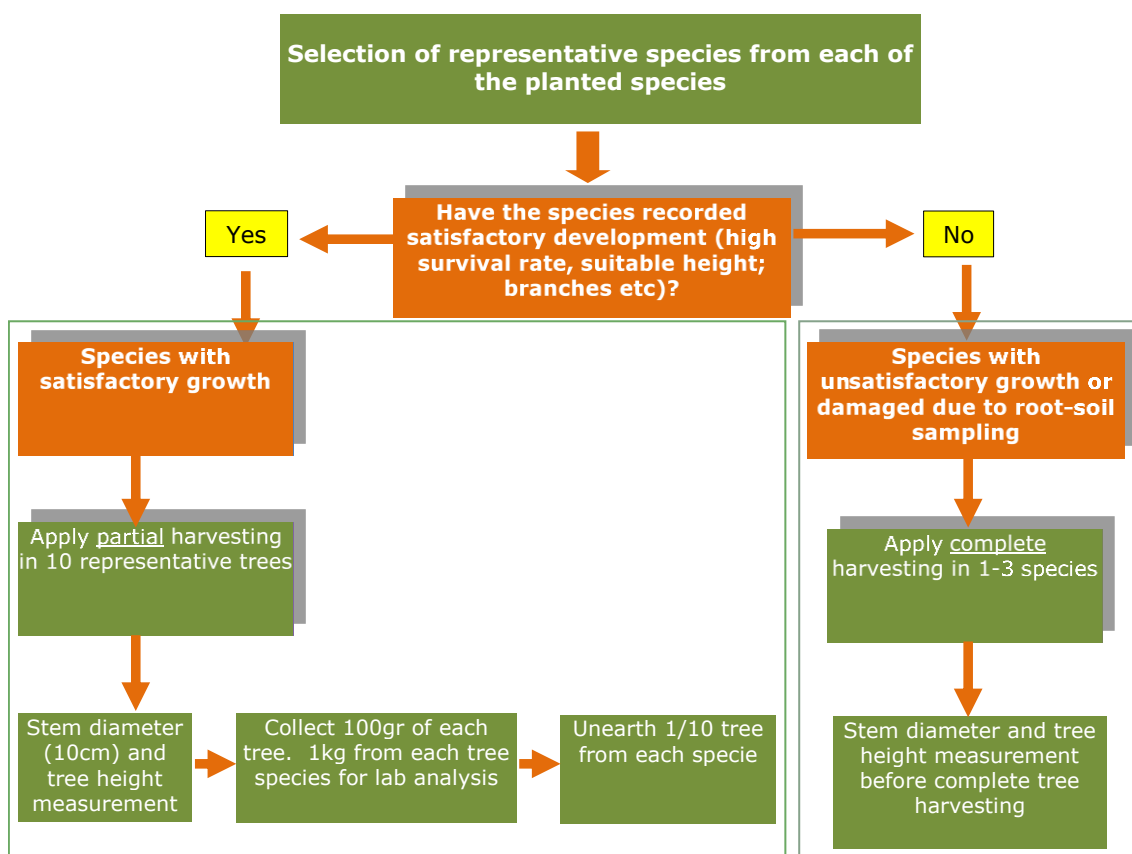 Selection of representative species from each of
the planted species
Have the species recorded
satisfactory development (high
survival rate, suitable height;
branches etc)?
Yes
No
Species with
satisfactory growth
Species with
unsatisfactory growth or
damaged due to root-soil
sampling
Apply partial harvesting
in 10 representative trees
Apply complete
harvesting in 1-3 species
Stem diameter
(10cm) and
tree height
measurement
Collect 100gr of each
tree. 1kg from each tree
species for lab analysis
Unearth 1/10 tree
from each specie
Stem diameter and tree
height measurement
before complete tree
harvesting